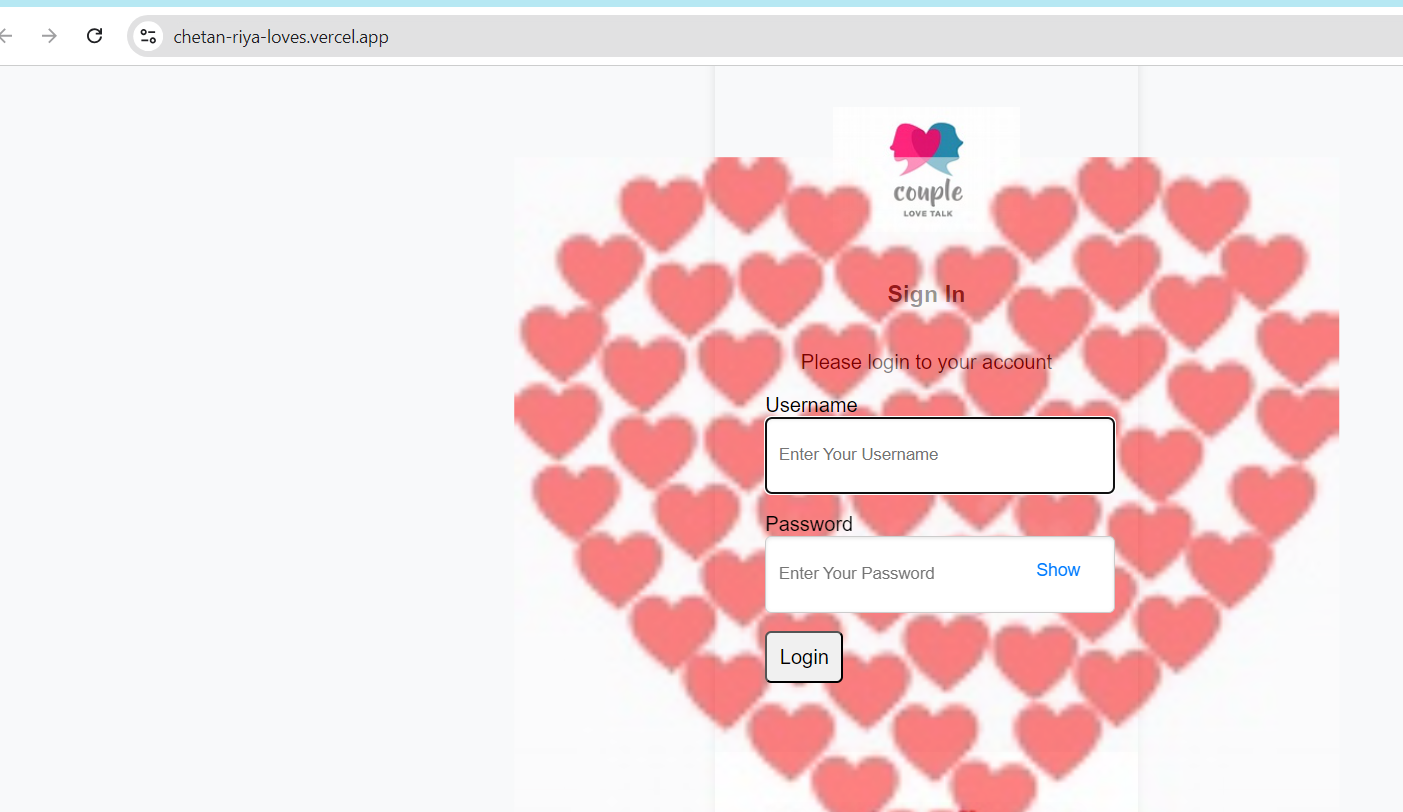 chetan-riya-loves.vercel.app
couple
LOVE TALK
Sign In
Please login to your account
Username
Enter Your Username
Password
Enter Your Password
Show
Login